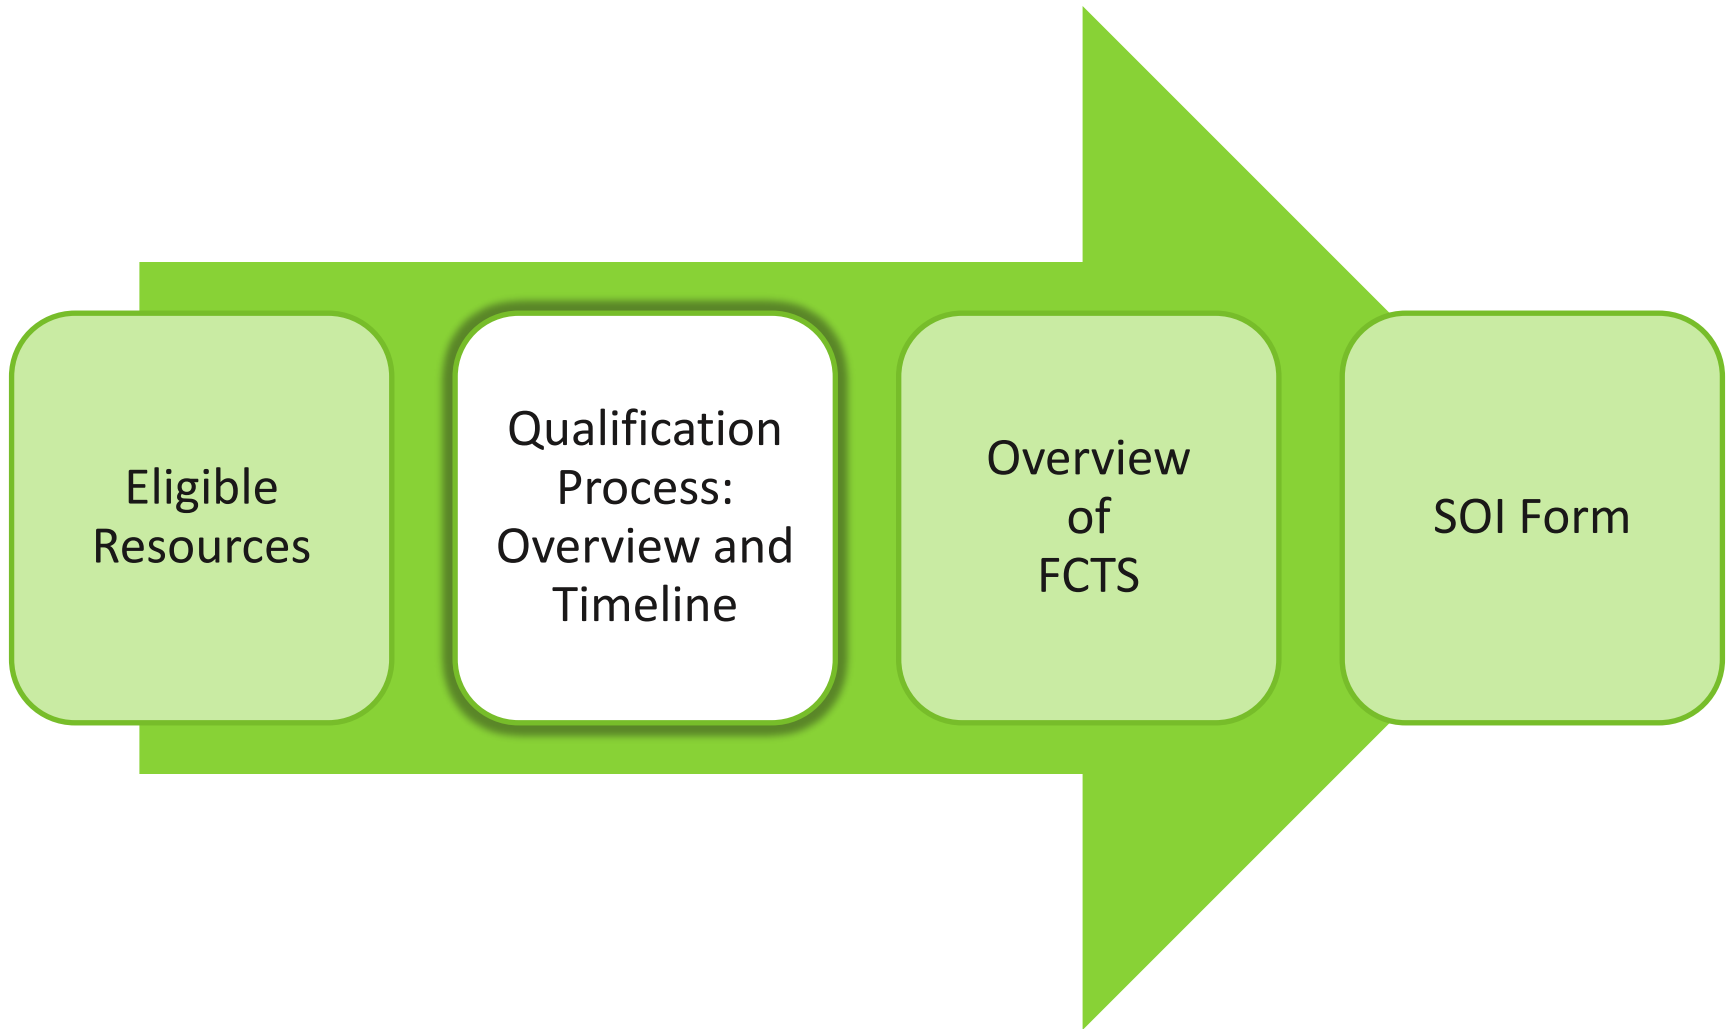 Eligible
Resources
Qualification
Process:
Overview and
Timeline
Overview
of
FCTS
SOI Form